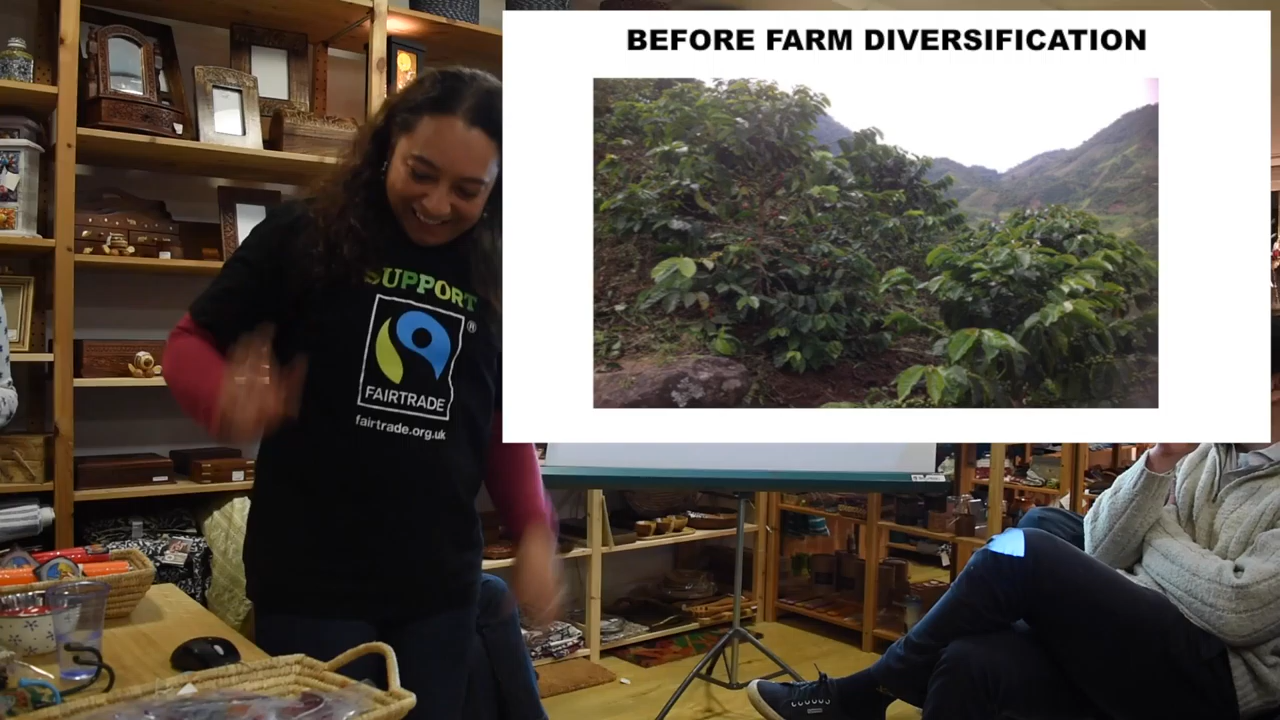 BEFORE FARM DIVERSIFICATION
SUPPORT
®
FAIRTRADE
fairtrade.org.uk